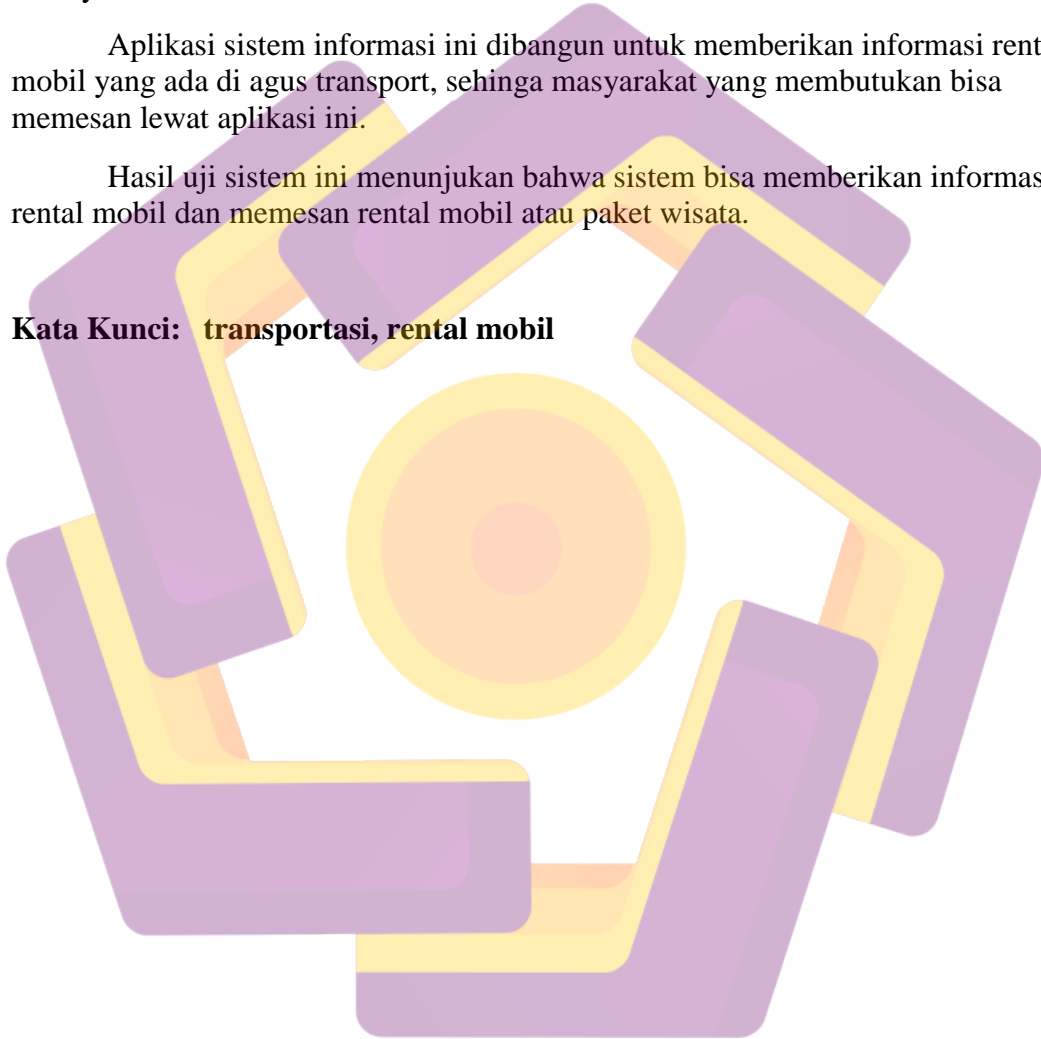 Aplikasi sistem informasi ini dibangun untuk memberikan informasi rent
mobil yang ada di agus transport, sehinga masyarakat yang membutukan bisa
memesan lewat aplikasi ini.
Hasil uji sistem ini menunjukan bahwa sistem bisa memberikan informas
rental mobil dan memesan rental mobil atau paket wisata.
Kata Kunci: transportasi, rental mobil